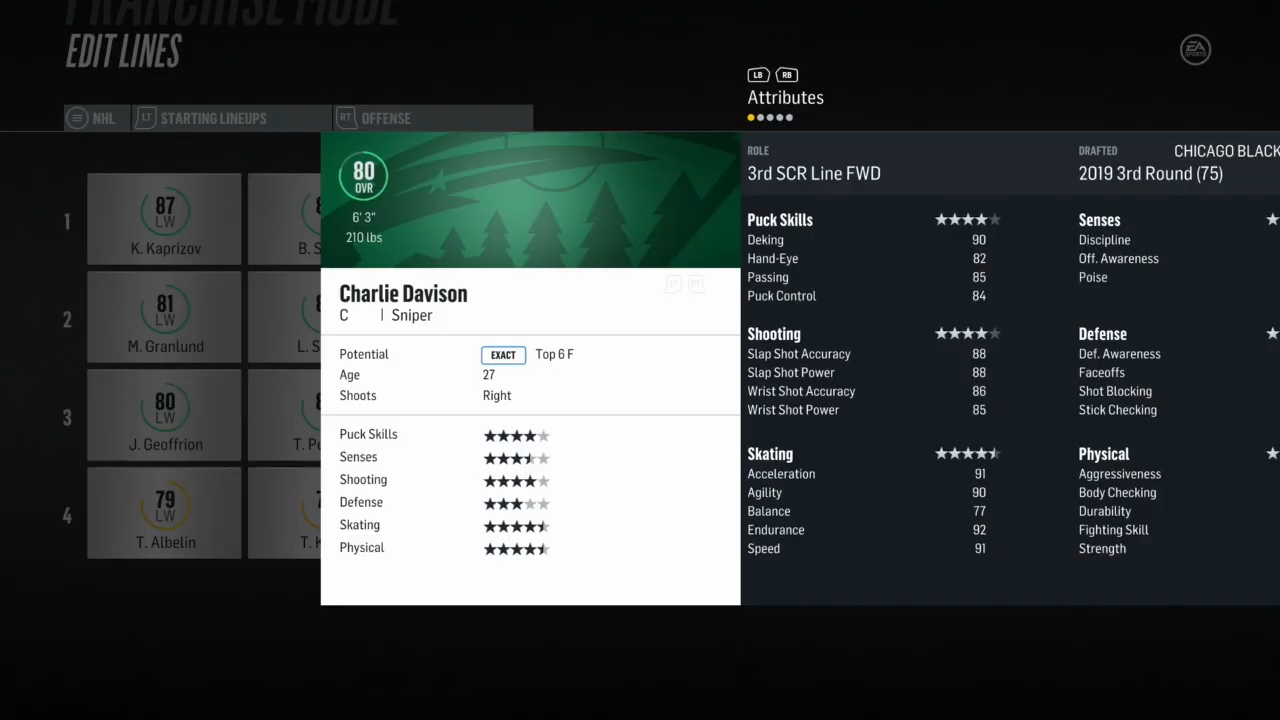 FRANCHISE MODE
EDIT LINES
EA SPORTS
LB RB
Attributes
NHL LT STARTING LINEUPS RT OFFENSE
1
87
LW
K. Kaprizov
2
81
LW
M. Granlund
3
80
LW
J. Geoffrion
4
79
LW
T. Albelin
80
OVR
6' 3"
210 lbs
Charlie Davison
C | Sniper
Potential EXACT Top 6 F
Age 27
Shoots Right
Puck Skills
Senses
Shooting
Defense
Skating
Physical
ROLE
3rd SCR Line FWD
DRAFTED CHICAGO BLACK
2019 3rd Round (75)
Puck Skills
Deking 90
Hand-Eye 82
Passing 85
Puck Control 84
Shooting
Slap Shot Accuracy 88
Slap Shot Power 88
Wrist Shot Accuracy 86
Wrist Shot Power 85
Skating
Acceleration 91
Agility 90
Balance 77
Endurance 92
Speed 91
Senses
Discipline
Off. Awareness
Poise
Defense
Def. Awareness
Faceoffs
Shot Blocking
Stick Checking
Physical
Aggressiveness
Body Checking
Durability
Fighting Skill
Strength